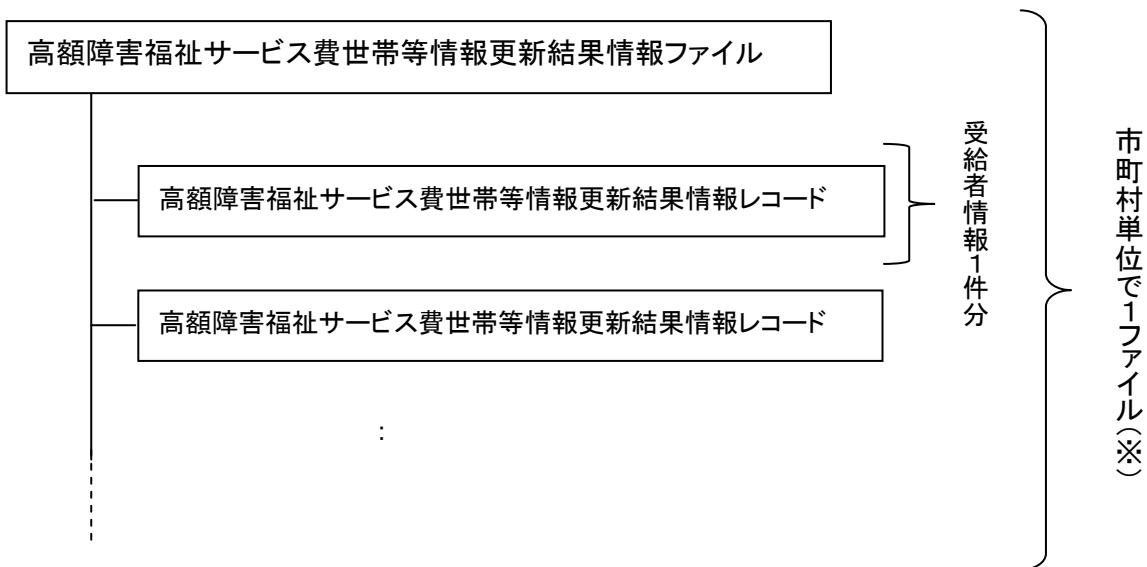 高額障害福祉サービス費世帯等情報更新結果情報ファイル
高額障害福祉サービス費世帯等情報更新結果情報レコード
高額障害福祉サービス費世帯等情報更新結果情報レコード
:
受給者情報1件分
市町村単位で1ファイル(※)